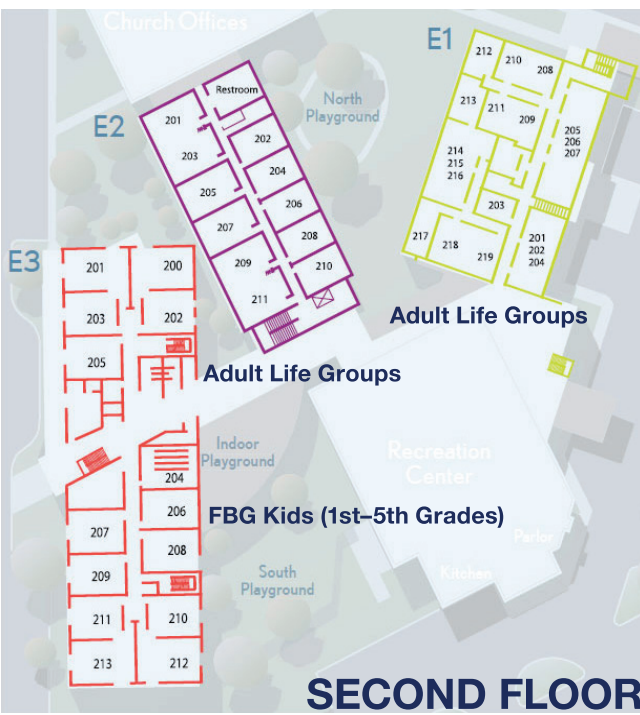 Church Offices
E1
212
210
208
213
211
209
205
206
207
214
215
216
203
217
218
219
201
202
204
Adult Life Groups
E2
Restroom
201
202
203
204
205
206
207
208
209
210
211
North
Playground
Adult Life Groups
E3
201
200
203
202
205
204
206
207
208
209
211
210
213
212
Indoor
Playground
FBG Kids (1st–5th Grades)
South
Playground
Recreation
Center
Parlor
Kitchen
SECOND FLOOR